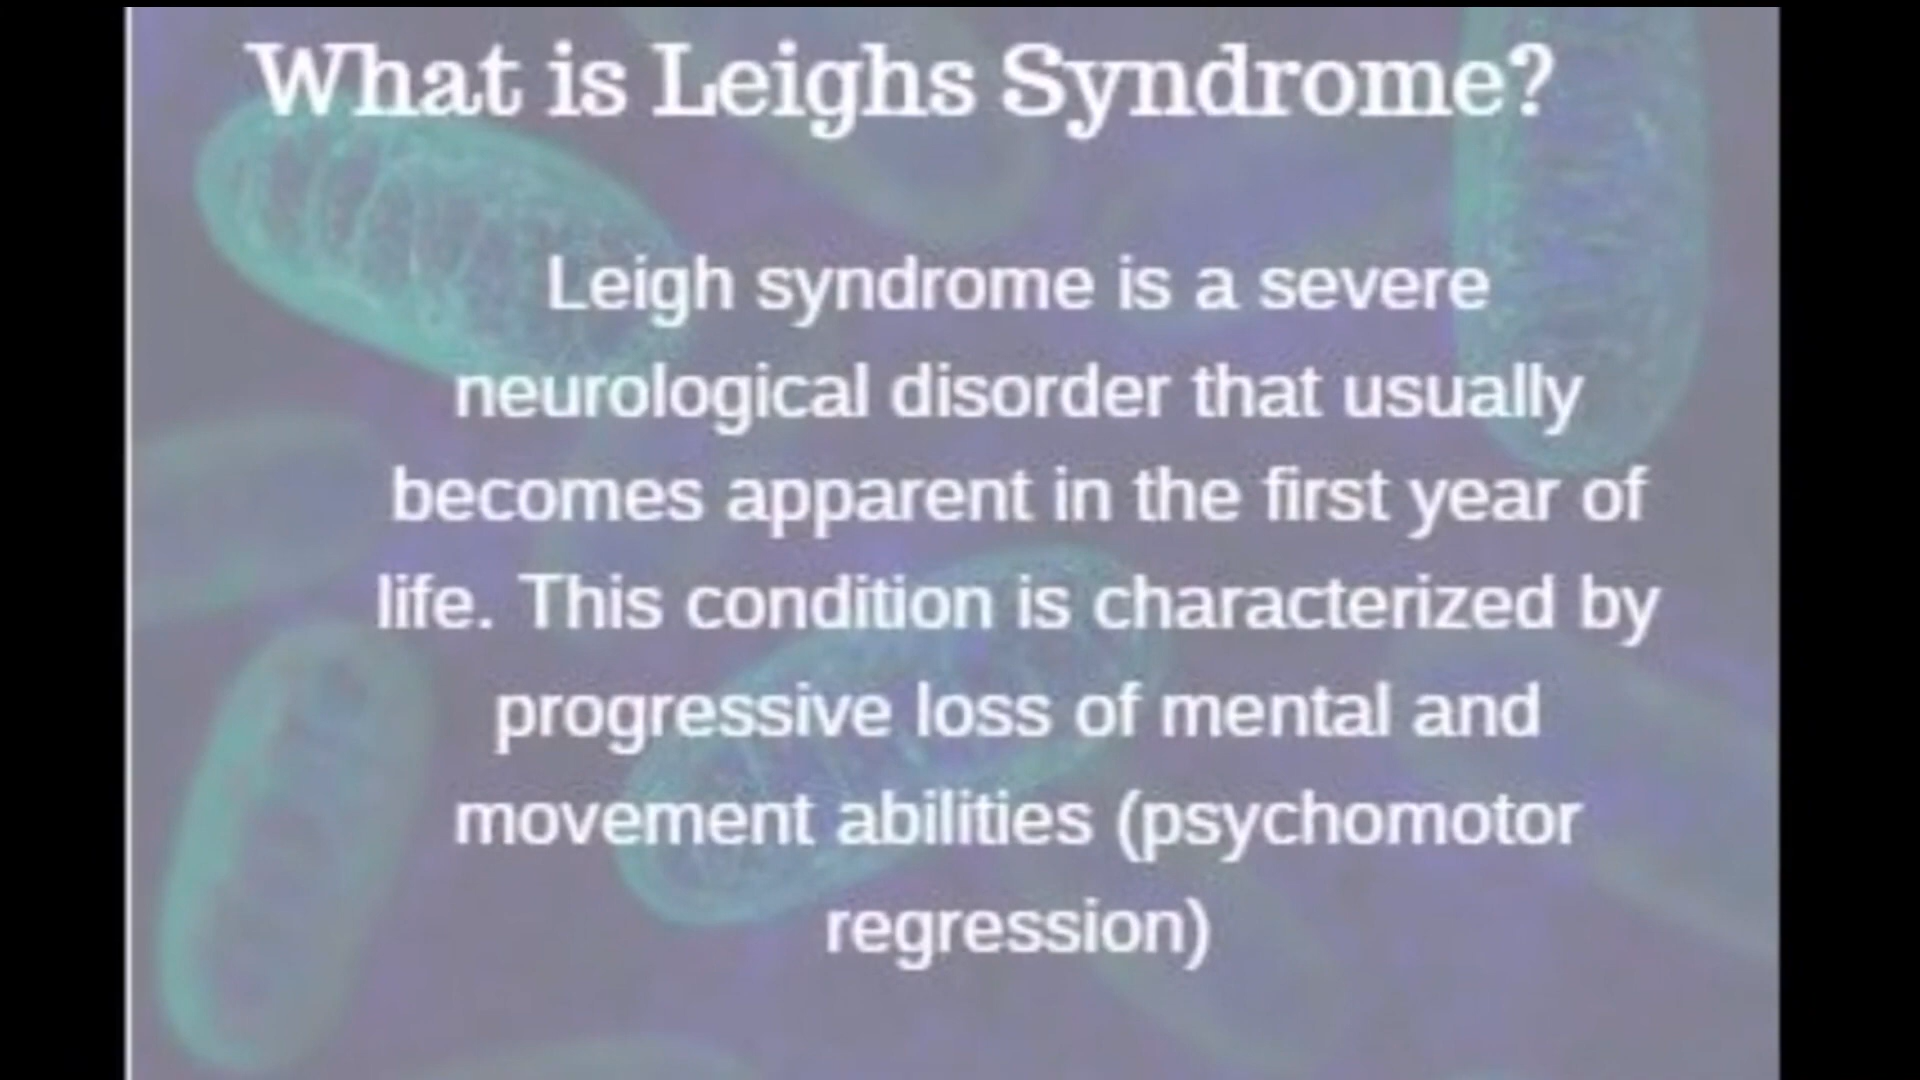 What is Leighs Syndrome?
Leigh syndrome is a severe
neurological disorder that usually
becomes apparent in the first year of
life. This condition is characterized by
progressive loss of mental and
movement abilities (psychomotor
regression)